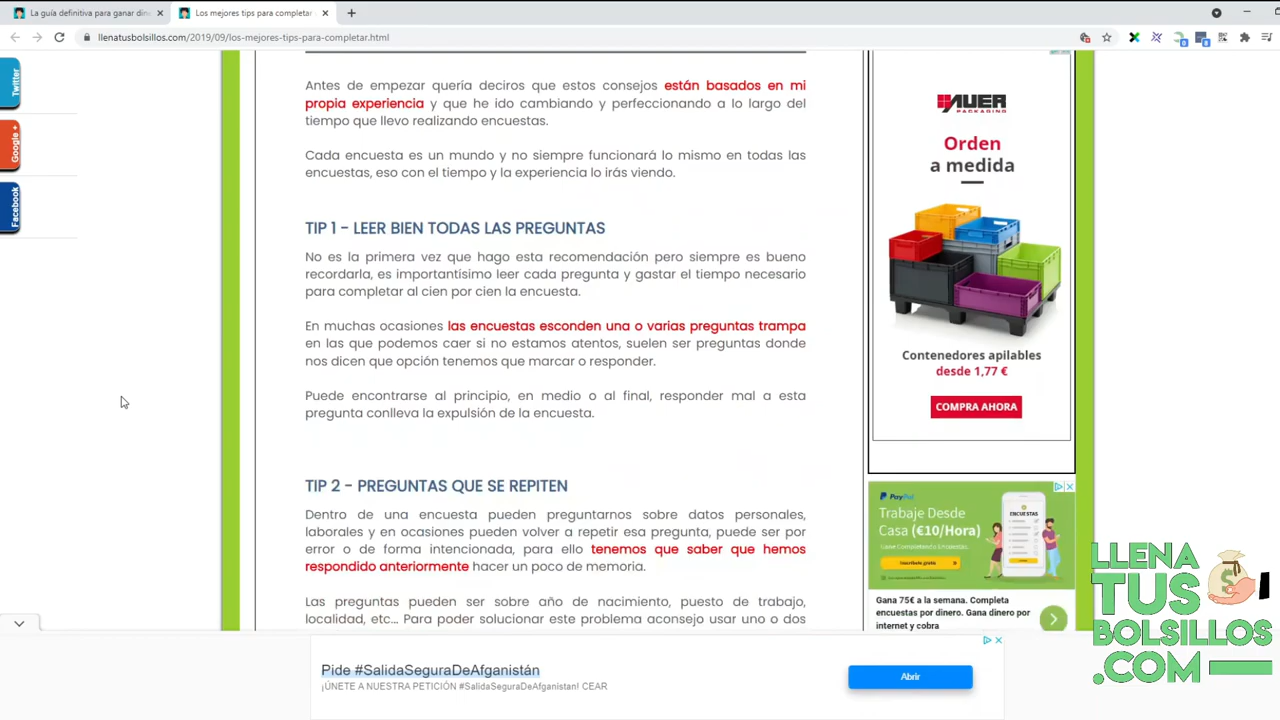 La guía definitiva para ganar din
Los mejores tips para completar
llenatusbolsillos.com/2019/09/los-mejores-tips-para-completar.html
Twitter
Google +
Facebook
Antes de empezar quería deciros que estos consejos están basados en mi
propia experiencia y que he ido cambiando y perfeccionando a lo largo del
tiempo que llevo realizando encuestas.
Cada encuesta es un mundo y no siempre funcionará lo mismo en todas las
encuestas, eso con el tiempo y la experiencia lo irás viendo.
TIP 1 - LEER BIEN TODAS LAS PREGUNTAS
No es la primera vez que hago esta recomendación pero siempre es bueno
recordarla, es importantisimo leer cada pregunta y gastar el tiempo necesario
para completar al cien por cien la encuesta.
En muchas ocasiones las encuestas esconden una o varias preguntas trampa
en las que podemos caer si no estamos atentos, suelen ser preguntas donde
nos dicen que opción tenemos que marcar o responder.
Puede encontrarse al principio, en medio o al final, responder mal a esta
pregunta conlleva la expulsión de la encuesta.
TIP 2 - PREGUNTAS QUE SE REPITEN
Dentro de una encuesta pueden preguntarnos sobre datos personales,
laborales y en ocasiones pueden volver a repetir esa pregunta, puede ser por
error o de forma intencionada, para ello tenemos que saber que hemos
respondido anteriormente hacer un poco de memoria.
Las preguntas pueden ser sobre año de nacimiento, puesto de trabajo,
localidad, etc... Para poder solucionar este problema aconsejo usar uno o dos
AUER
PACKAGING
Orden
a medida
Contenedores apilables
desde 1,77 €
COMPRA AHORA
PayPal
Trabaje Desde
Casa (€10/Hora)
ENCUESTAS
Gana 75€ a la semana. Completa
encuestas por dinero. Gana dinero por
internet y cobra
Pide #SalidaSeguraDeAfganistán
¡ÚNETE A NUESTRA PETICIÓN #SalidaSeguraDeAfganistan! CEAR
Abrir
LLENA
TUS
BOLSILLOS
.COM